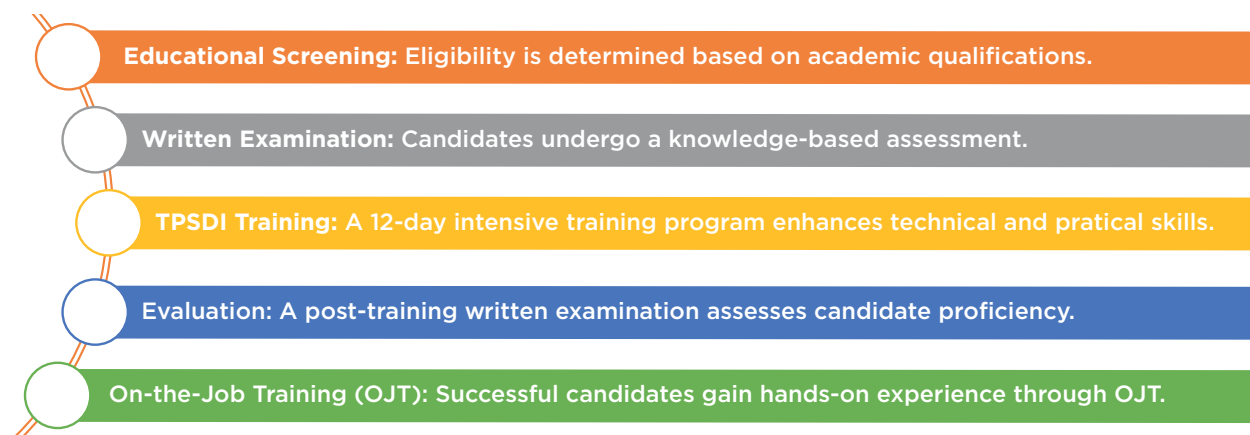 Educational Screening: Eligibility is determined based on academic qualifications.
Written Examination: Candidates undergo a knowledge-based assessment.
TPSDI Training: A 12-day intensive training program enhances technical and pratical skills.
Evaluation: A post-training written examination assesses candidate proficiency.
On-the-Job Training (OJT): Successful candidates gain hands-on experience through OJT.